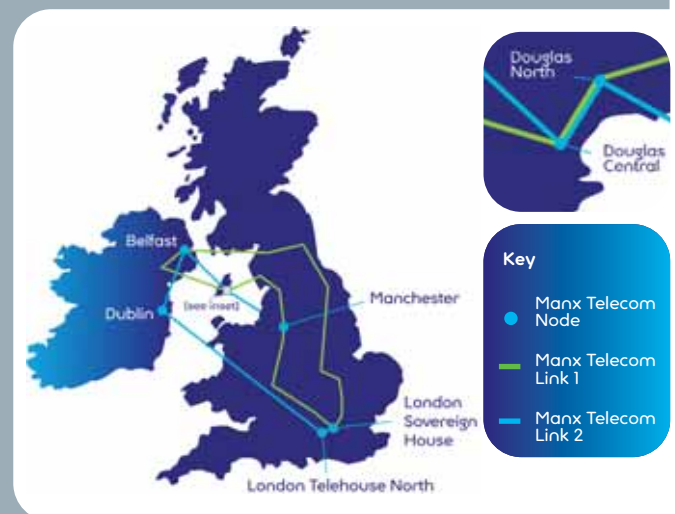 Douglas
North
Douglas
Central
Belfast
(see inset)
Dublin
Manchester
London
Sovereign
House
London Telehouse North
Key
Manx Telecom
Node
Manx Telecom
Link 1
Manx Telecom
Link 2